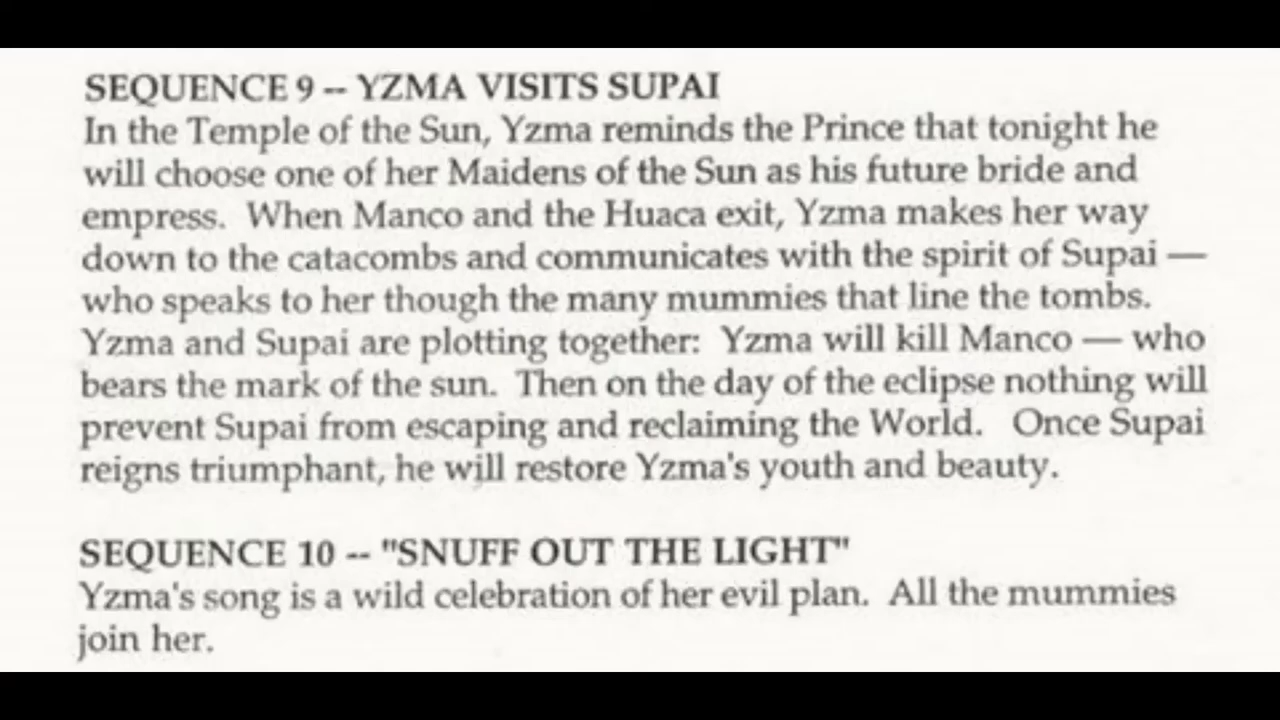 SEQUENCE 9 -- YZMA VISITS SUPAI
In the Temple of the Sun, Yzma reminds the Prince that tonight he
will choose one of her Maidens of the Sun as his future bride and
empress.  When Manco and the Huaca exit, Yzma makes her way
down to the catacombs and communicates with the spirit of Supai —
who speaks to her though the many mummies that line the tombs.
Yzma and Supai are plotting together:  Yzma will kill Manco — who
bears the mark of the sun.  Then on the day of the eclipse nothing will
prevent Supai from escaping and reclaiming the World.   Once Supai
reigns triumphant, he will restore Yzma's youth and beauty.
SEQUENCE 10 -- "SNUFF OUT THE LIGHT"
Yzma's song is a wild celebration of her evil plan.  All the mummies
join her.